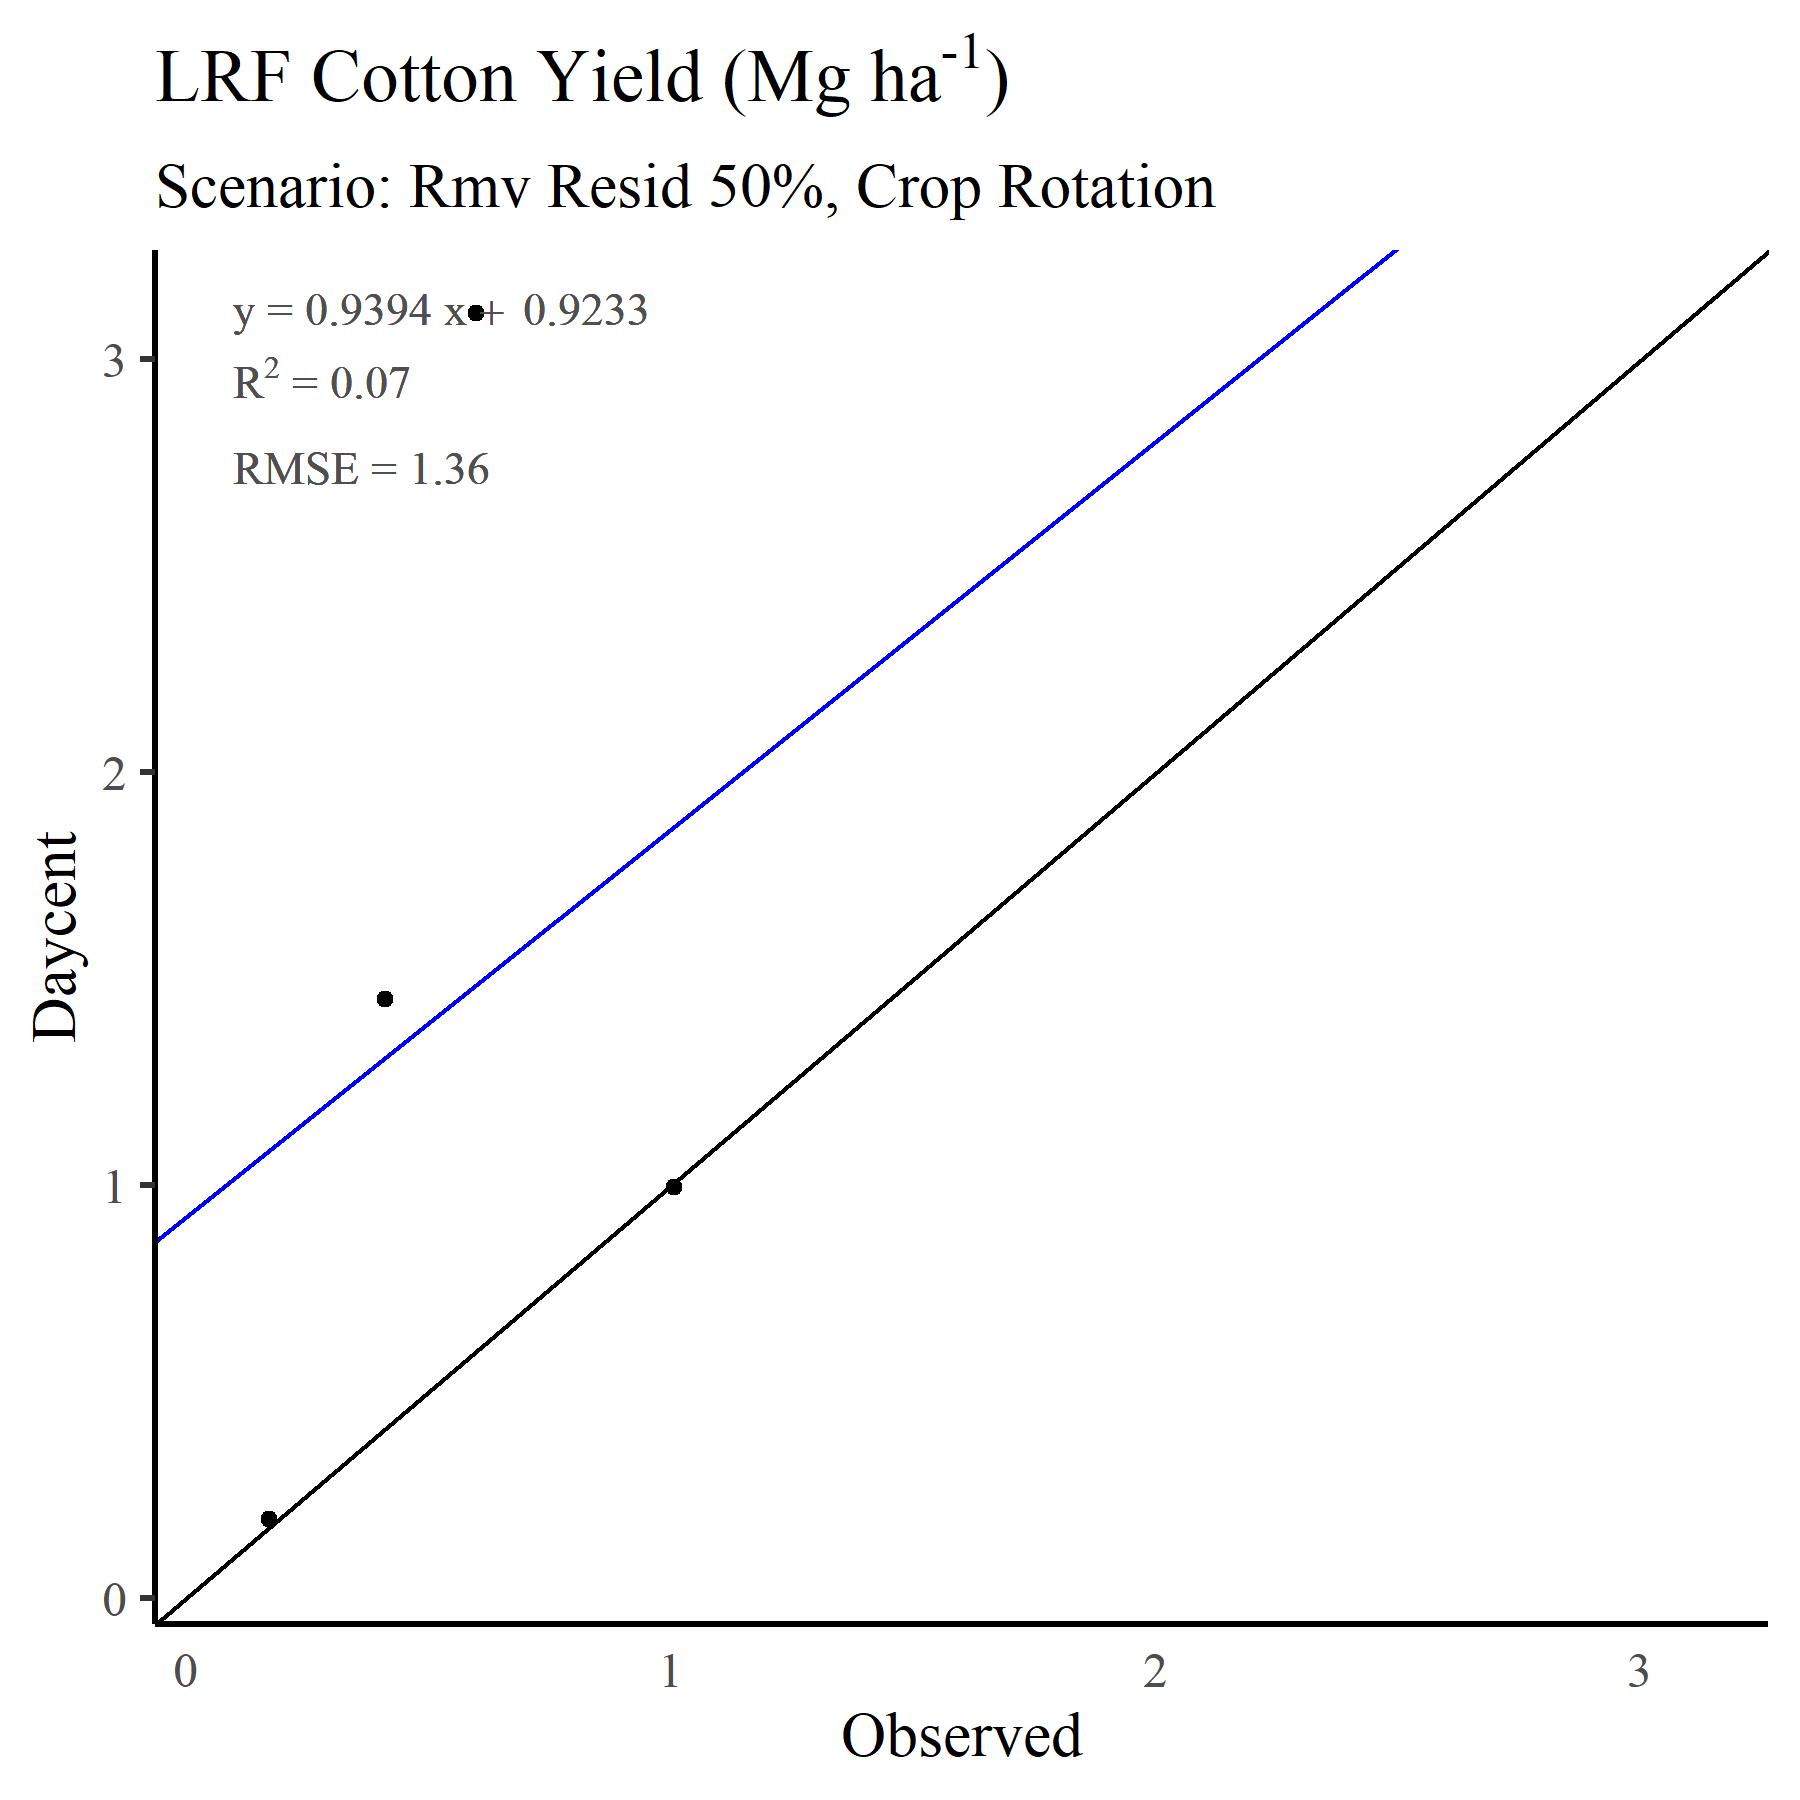 LRF Cotton Yield (Mg ha⁻¹)
Scenario: Rmv Resid 50%, Crop Rotation
y = 0.9394 x + 0.9233
R² = 0.07
RMSE = 1.36
3
2
1
0
Daycent
0 1 2 3
Observed